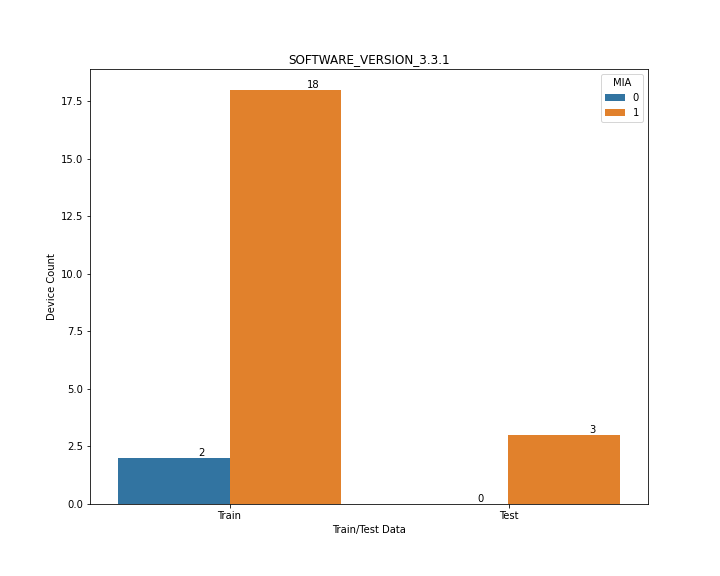 SOFTWARE_VERSION_3.3.1
MIA
0
1
18
2
0
3
17.5
15.0
12.5
10.0
7.5
5.0
2.5
0.0
Device Count
Train
Test
Train/Test Data